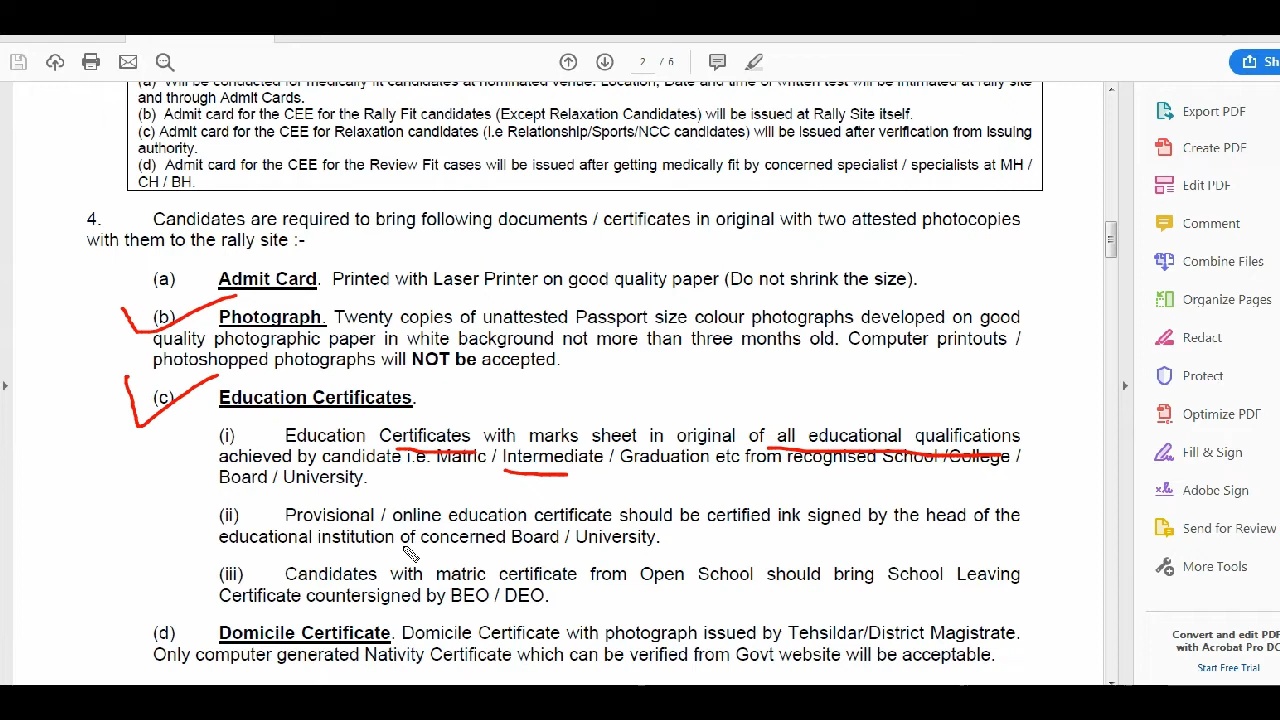 2 / 6
Sh
(a) Will be conducted for medically fit candidates at nominated venue. Location, Date and time of written test will be intimated at rally site
and through Admit Cards.
(b) Admit card for the CEE for the Rally Fit candidates (Except Relaxation Candidates) will be issued at Rally Site itself.
(c) Admit card for the CEE for Relaxation candidates (i.e Relationship/Sports/NCC candidates) will be issued after verification from issuing
authority.
(d) Admit card for the CEE for the Review Fit cases will be issued after getting medically fit by concerned specialist / specialists at MH /
CH / BH.
4. Candidates are required to bring following documents / certificates in original with two attested photocopies
with them to the rally site :-
(a) Admit Card. Printed with Laser Printer on good quality paper (Do not shrink the size).
(b) Photograph. Twenty copies of unattested Passport size colour photographs developed on good
quality photographic paper in white background not more than three months old. Computer printouts /
photoshopped photographs will NOT be accepted.
(c) Education Certificates.
(i) Education Certificates with marks sheet in original of all educational qualifications
achieved by candidate i.e. Matric / Intermediate / Graduation etc from recognised School /College /
Board / University.
(ii) Provisional / online education certificate should be certified ink signed by the head of the
educational institution of concerned Board / University.
(iii) Candidates with matric certificate from Open School should bring School Leaving
Certificate countersigned by BEO / DEO.
(d) Domicile Certificate. Domicile Certificate with photograph issued by Tehsildar/District Magistrate.
Only computer generated Nativity Certificate which can be verified from Govt website will be acceptable.
Export PDF
Create PDF
Edit PDF
Comment
Combine Files
Organize Pages
Redact
Protect
Optimize PDF
Fill & Sign
Adobe Sign
Send for Review
More Tools
Convert and edit PDF
with Acrobat Pro DC
Start Free Trial